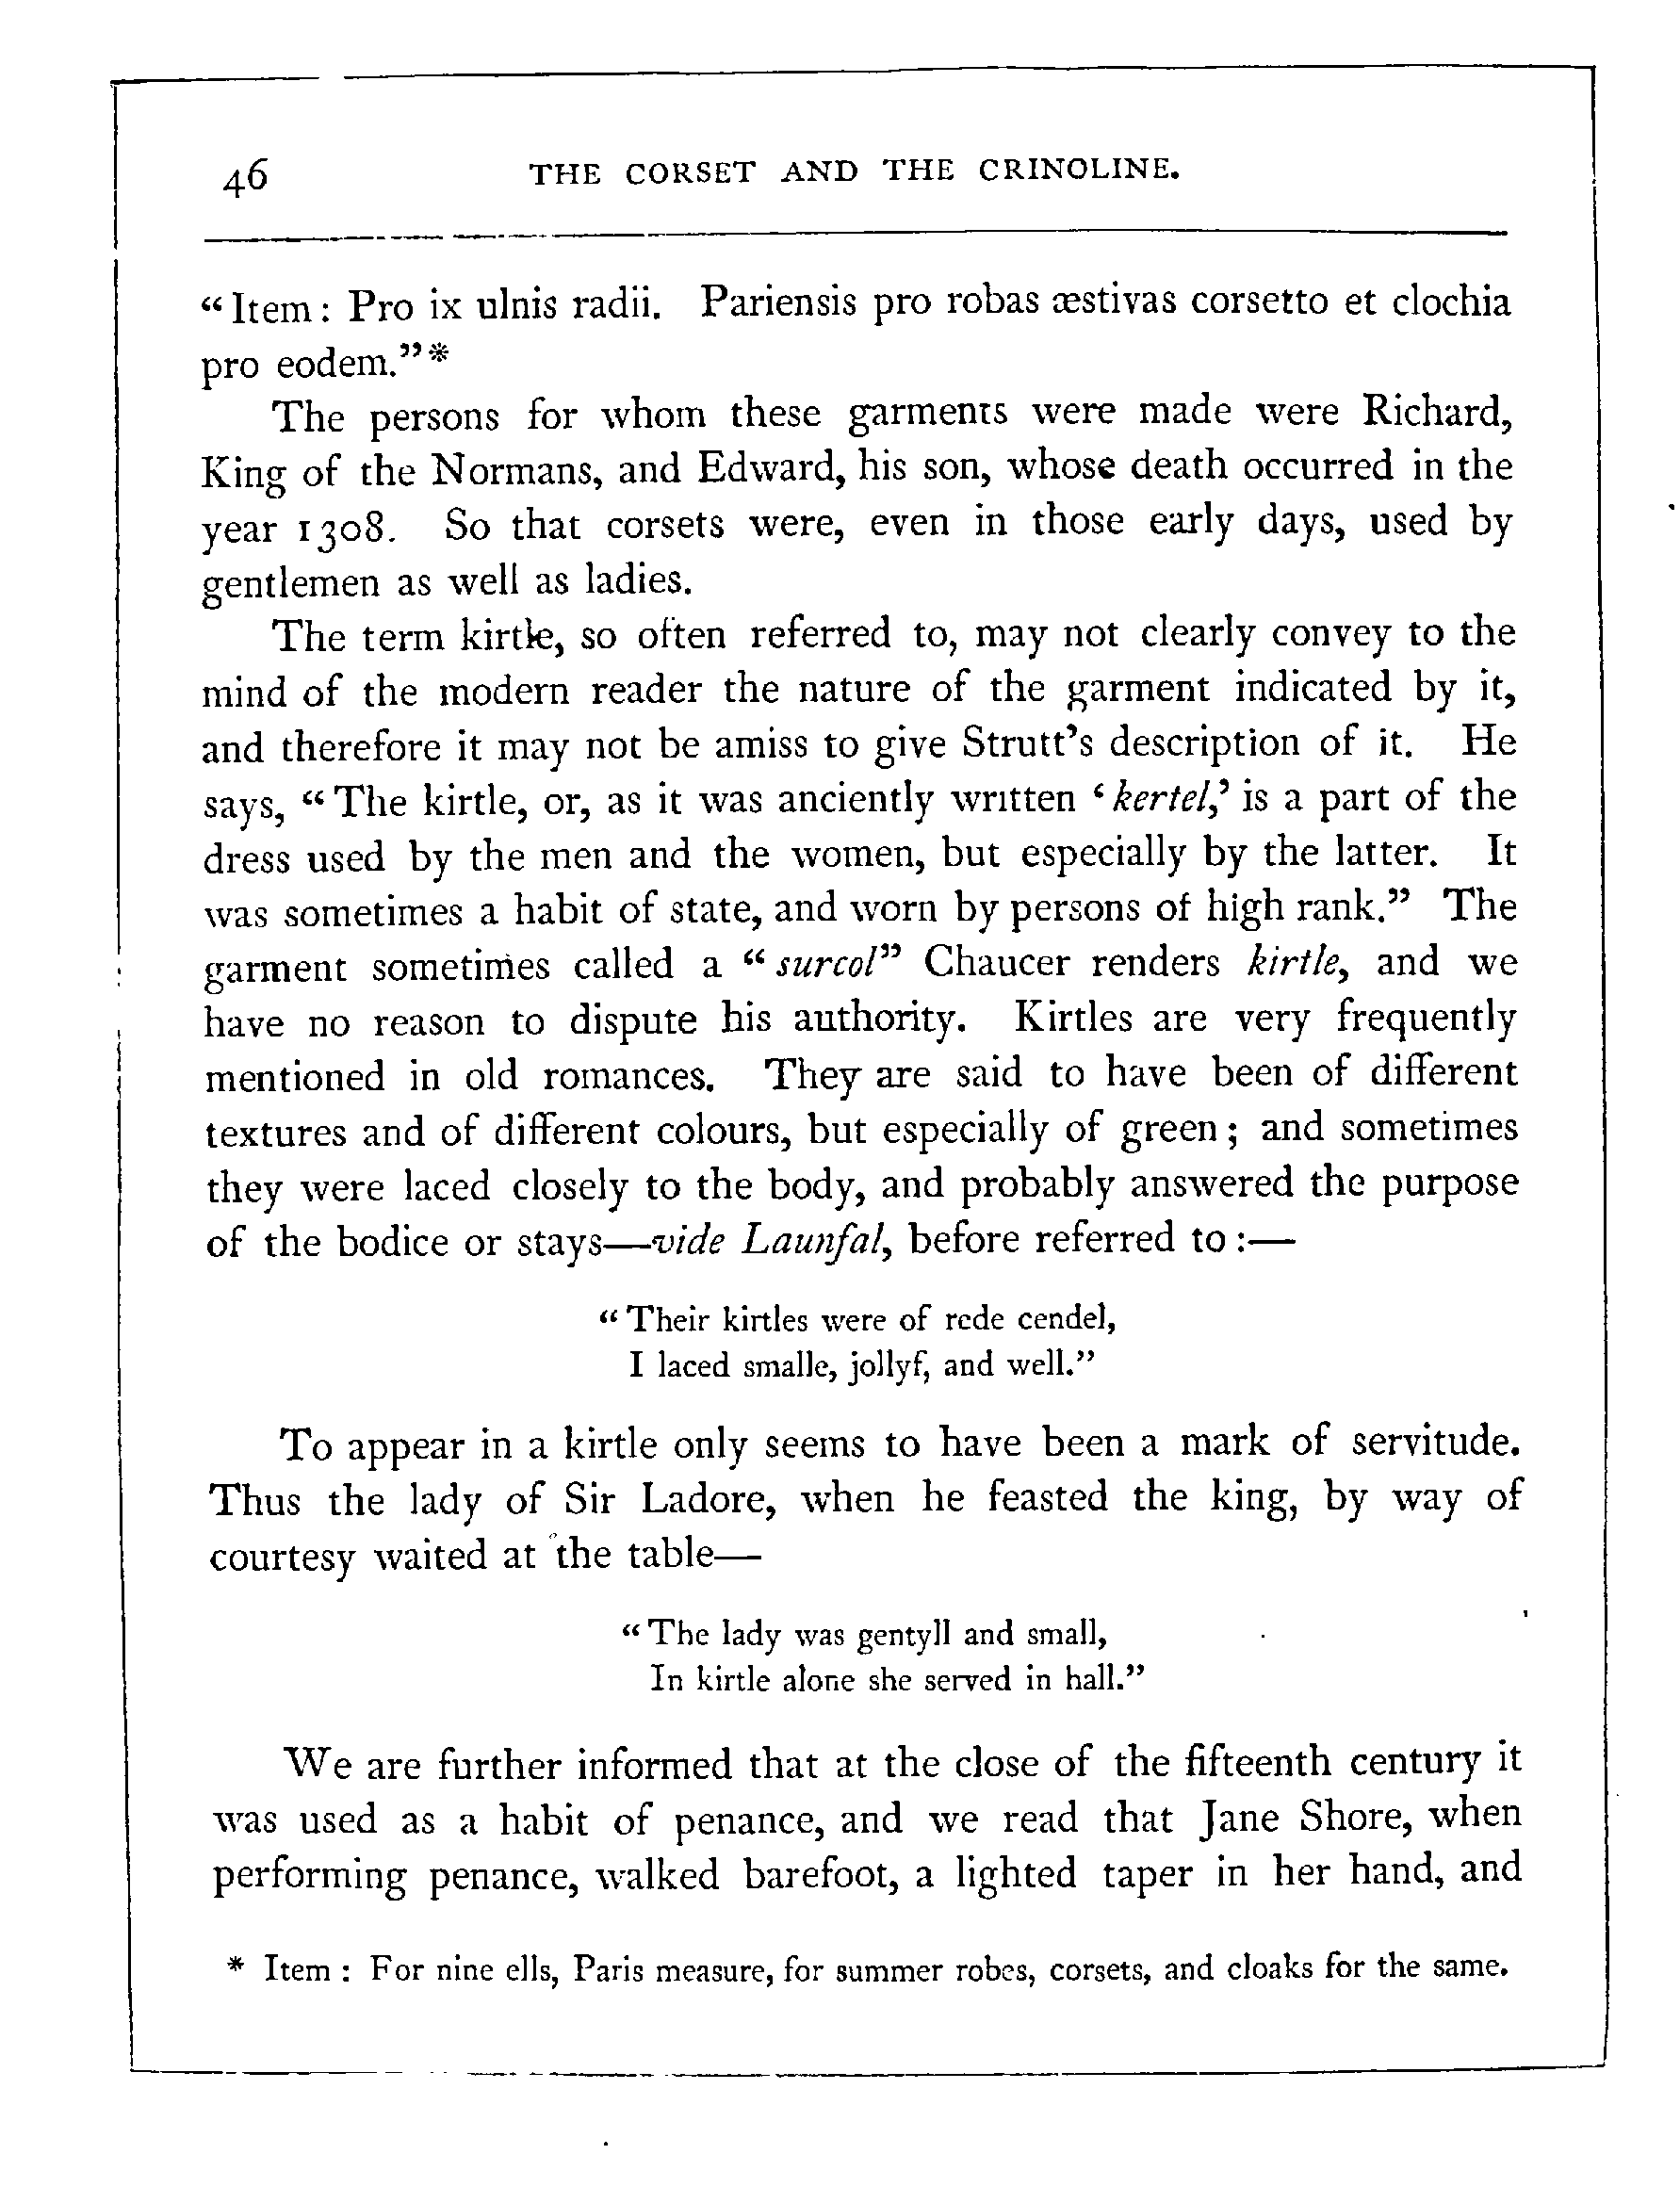 46 THE CORSET AND THE CRINOLINE.
“Item: Pro ix ulnis radii. Pariensis pro robas æstivas corsetto et clochia
pro eodem.”*
The persons for whom these garments were made were Richard,
King of the Normans, and Edward, his son, whose death occurred in the
year 1308. So that corsets were, even in those early days, used by
gentlemen as well as ladies.
The term kirtle, so often referred to, may not clearly convey to the
mind of the modern reader the nature of the garment indicated by it,
and therefore it may not be amiss to give Strutt’s description of it. He
says, “The kirtle, or, as it was anciently written ‘kertel,’ is a part of the
dress used by the men and the women, but especially by the latter. It
was sometimes a habit of state, and worn by persons of high rank.” The
garment sometimes called a “surcol” Chaucer renders kirtle, and we
have no reason to dispute his authority. Kirtles are very frequently
mentioned in old romances. They are said to have been of different
textures and of different colours, but especially of green; and sometimes
they were laced closely to the body, and probably answered the purpose
of the bodice or stays—vide Launfal, before referred to:—
“Their kirtles were of rede cendel,
I laced smalle, jollyf, and well.”
To appear in a kirtle only seems to have been a mark of servitude.
Thus the lady of Sir Ladore, when he feasted the king, by way of
courtesy waited at the table—
“The lady was gentyll and small,
In kirtle alone she served in hall.”
We are further informed that at the close of the fifteenth century it
was used as a habit of penance, and we read that Jane Shore, when
performing penance, walked barefoot, a lighted taper in her hand, and
* Item: For nine ells, Paris measure, for summer robes, corsets, and cloaks for the same.